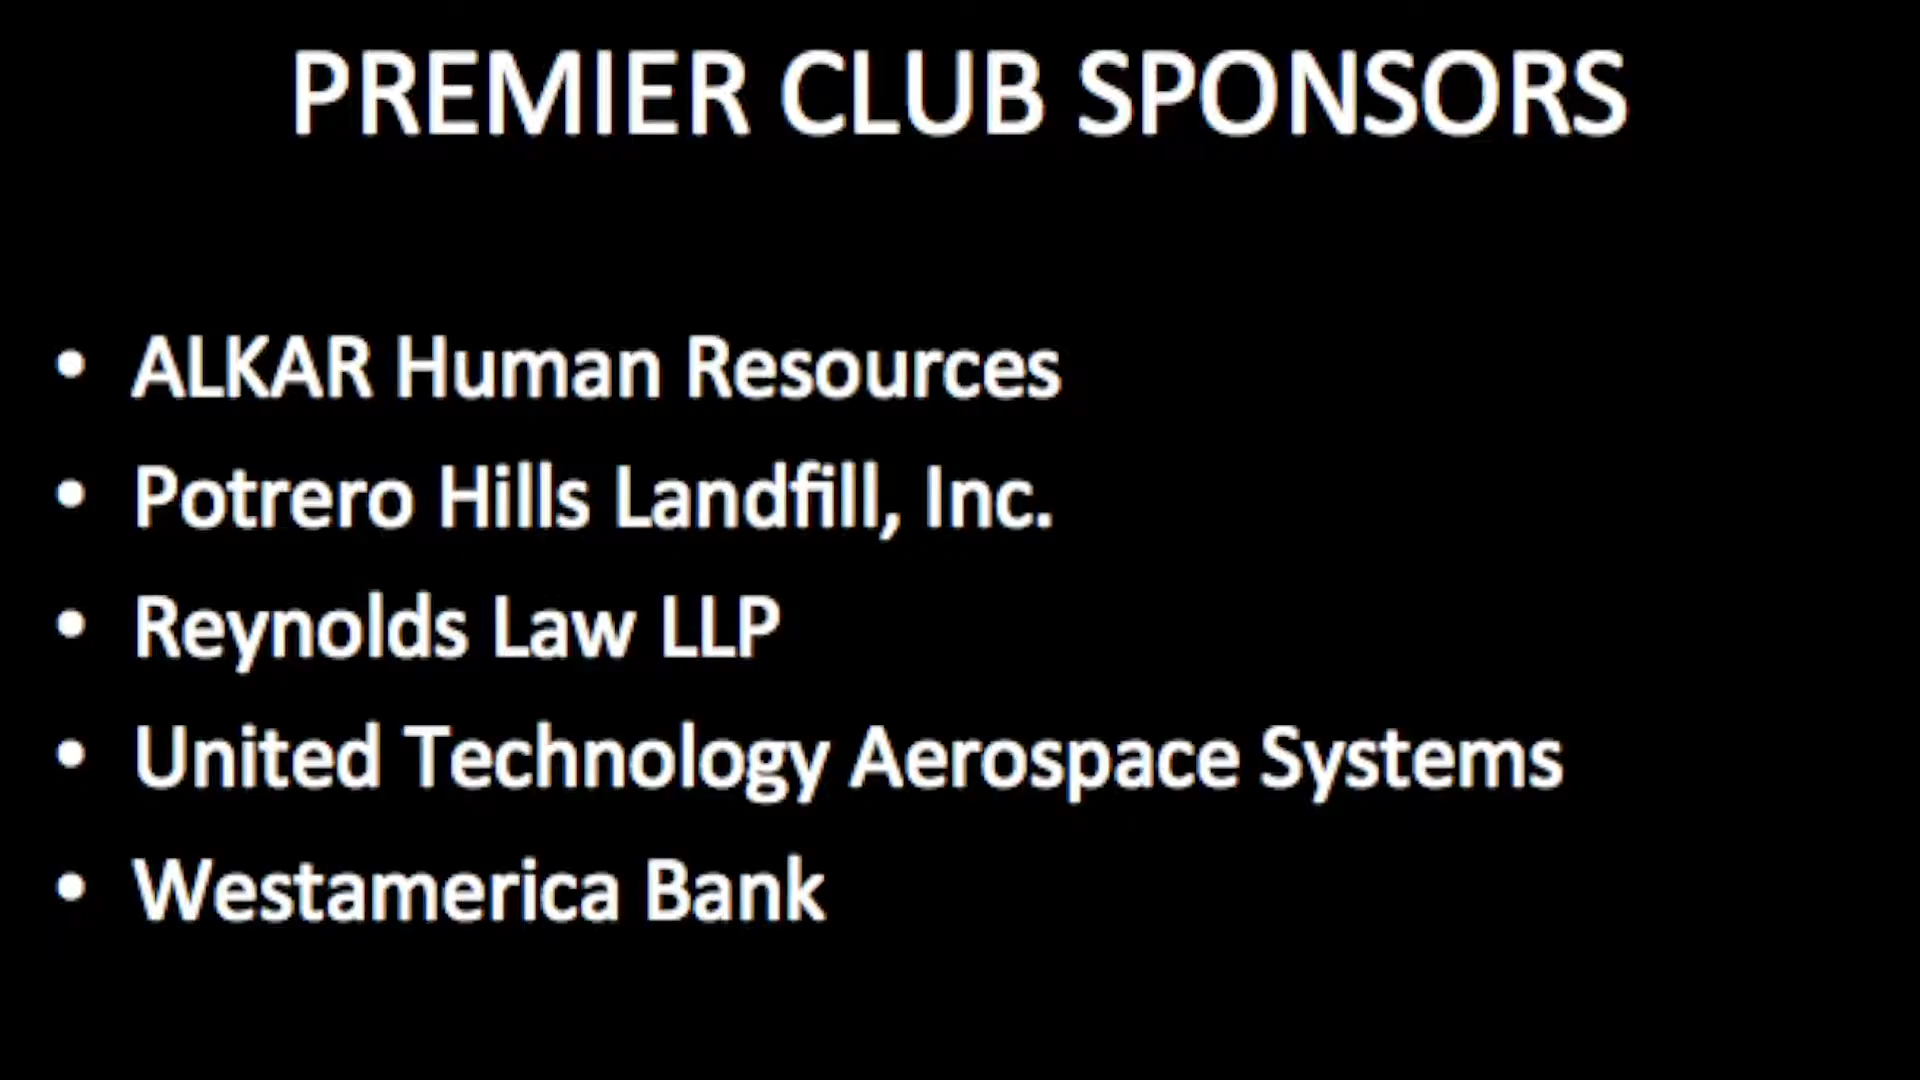 PREMIER CLUB SPONSORS
• ALKAR Human Resources
• Potrero Hills Landfill, Inc.
• Reynolds Law LLP
• United Technology Aerospace Systems
• Westamerica Bank